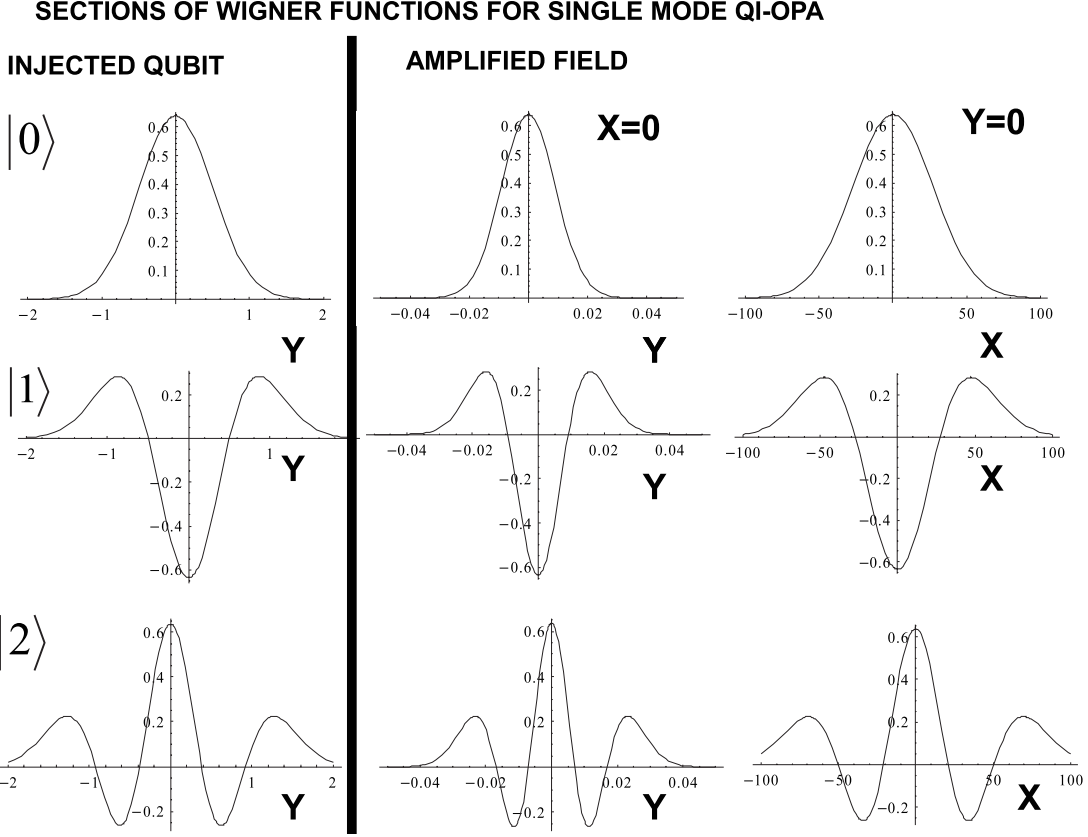 SECTIONS OF WIGNER FUNCTIONS FOR SINGLE MODE QI-OPA
INJECTED QUBIT
AMPLIFIED FIELD
|0⟩
0.6
0.5
0.4
0.3
0.2
0.1
−2 −1 1 2
Y
X=0
0.6
0.5
0.4
0.3
0.2
0.1
−0.04 −0.02 0.02 0.04
Y
Y=0
0.6
0.5
0.4
0.3
0.2
0.1
−100 −50 50 100
X
|1⟩
0.2
−0.2
−0.4
−0.6
−2 −1 1
Y
0.2
−0.2
−0.4
−0.6
−0.04 −0.02 0.02 0.04
Y
0.2
−0.2
−0.4
−0.6
−100 −50 50 100
X
|2⟩
0.6
0.4
0.2
−0.2
−2 −1 1 2
Y
0.6
0.4
0.2
−0.2
−0.04 −0.02 0.02 0.04
Y
0.6
0.4
0.2
−0.2
−100 −50 50 100
X